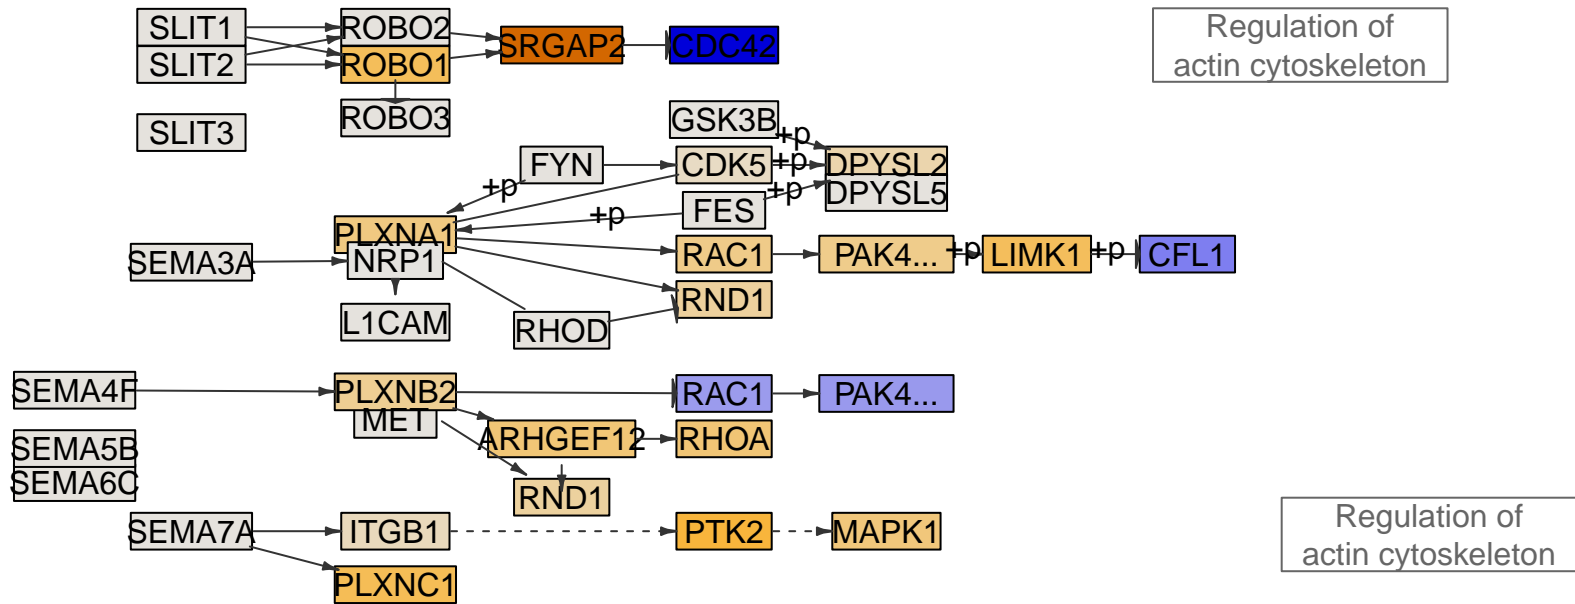 SLIT1
ROBO2
SRGAP2
CDC42
Regulation of
actin cytoskeleton
SLIT2
ROBO1
SLIT3
ROBO3
GSK3B
+p
FYN
CDK5
+p
DPYSL2
+p
FES
+p
DPYSL5
+p
PLXNA1
SEMA3A
NRP1
RAC1
PAK4...
+p
LIMK1
+p
CFL1
RND1
L1CAM
RHOD
SEMA4F
PLXNB2
RAC1
PAK4...
MET
ARHGEF12
RHOA
SEMA5B
SEMA6C
RND1
SEMA7A
ITGB1
PTK2
MAPK1
Regulation of
actin cytoskeleton
PLXNC1